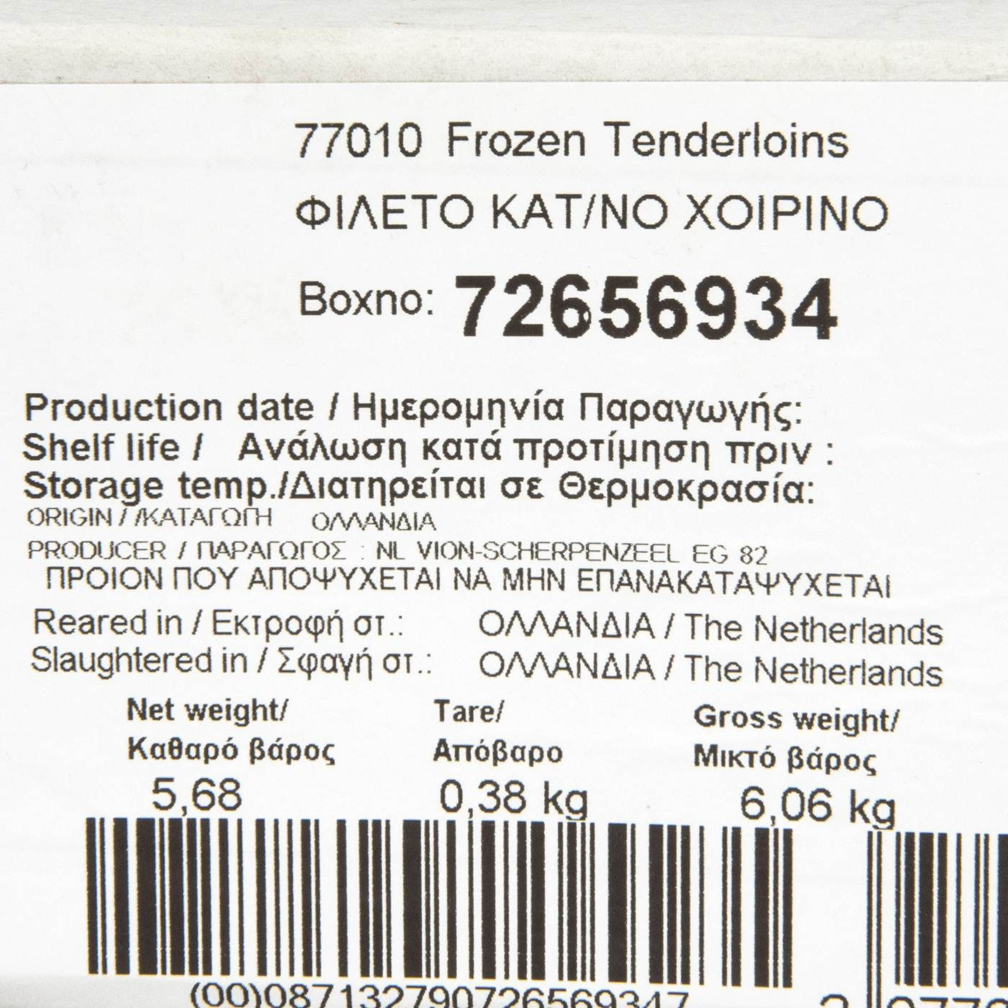 77010 Frozen Tenderloins
ΦΙΛΕΤΟ ΚΑΤ/ΝΟ ΧΟΙΡΙΝΟ
Boxno: 72656934
Production date / Ημερομηνία Παραγωγής:
Shelf life / Ανάλωση κατά προτίμηση πριν :
Storage temp./Διατηρείται σε Θερμοκρασία:
ORIGIN / /ΚΑΤΑΓΩΓΗ ΟΛΛΑΝΔΙΑ
PRODUCER / ΠΑΡΑΓΩΓΟΣ : NL VION-SCHERPENZEEL EG 82
ΠΡΟΙΟΝ ΠΟΥ ΑΠΟΨΥΧΕΤΑΙ ΝΑ ΜΗΝ ΕΠΑΝΑΚΑΤΑΨΥΧΕΤΑΙ
Reared in / Εκτροφή στ.: ΟΛΛΑΝΔΙΑ / The Netherlands
Slaughtered in / Σφαγή στ.: ΟΛΛΑΝΔΙΑ / The Netherlands
Net weight/ Tare/ Gross weight/
Καθαρό βάρος Απόβαρο Μικτό βάρος
5,68 0,38 kg 6,06 kg
(00)087132790726569347